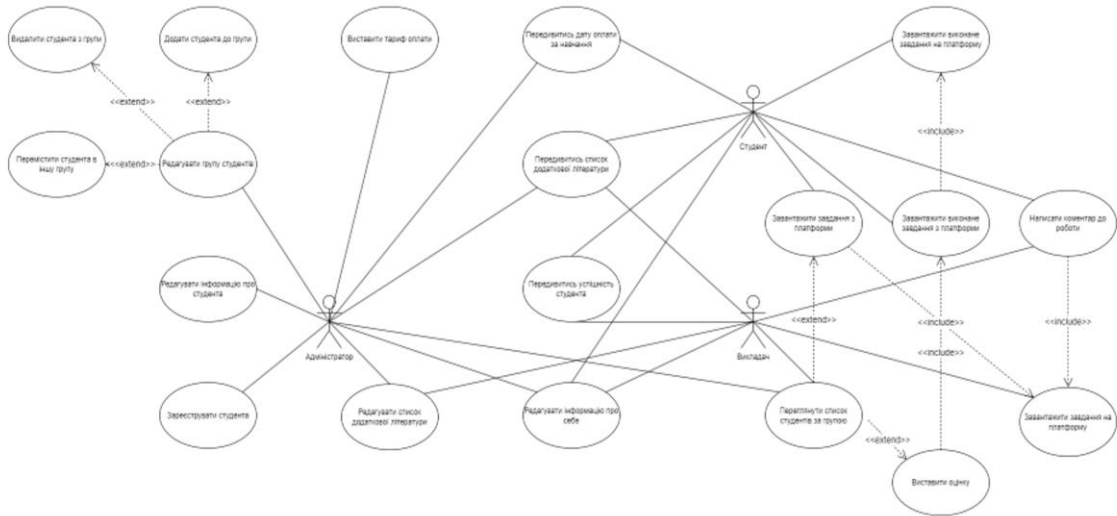 Видалити студента з групи
Додати студента до групи
Виставити тариф оплати
Передивитись дату оплати
за навчання
Завантажити виконане
завдання на платформу
<<extend>>
<<extend>>
<<include>>
Студент
Перемістити студента в
іншу групу
<<extend>>
Редагувати групу студентів
Передивитись список
додаткової літератури
Завантажити завдання з
платформи
Завантажити виконане
завдання з платформи
Написати коментар до
роботи
Редагувати інформацію про
студента
Передивитись успішність
студента
<<extend>>
<<include>>
<<include>>
<<include>>
Адміністратор
Викладач
Зареєструвати студента
Редагувати список
додаткової літератури
Редагувати інформацію про
себе
Переглянути список
студентів за групою
Завантажити завдання на
платформу
<<extend>>
Виставити оцінку